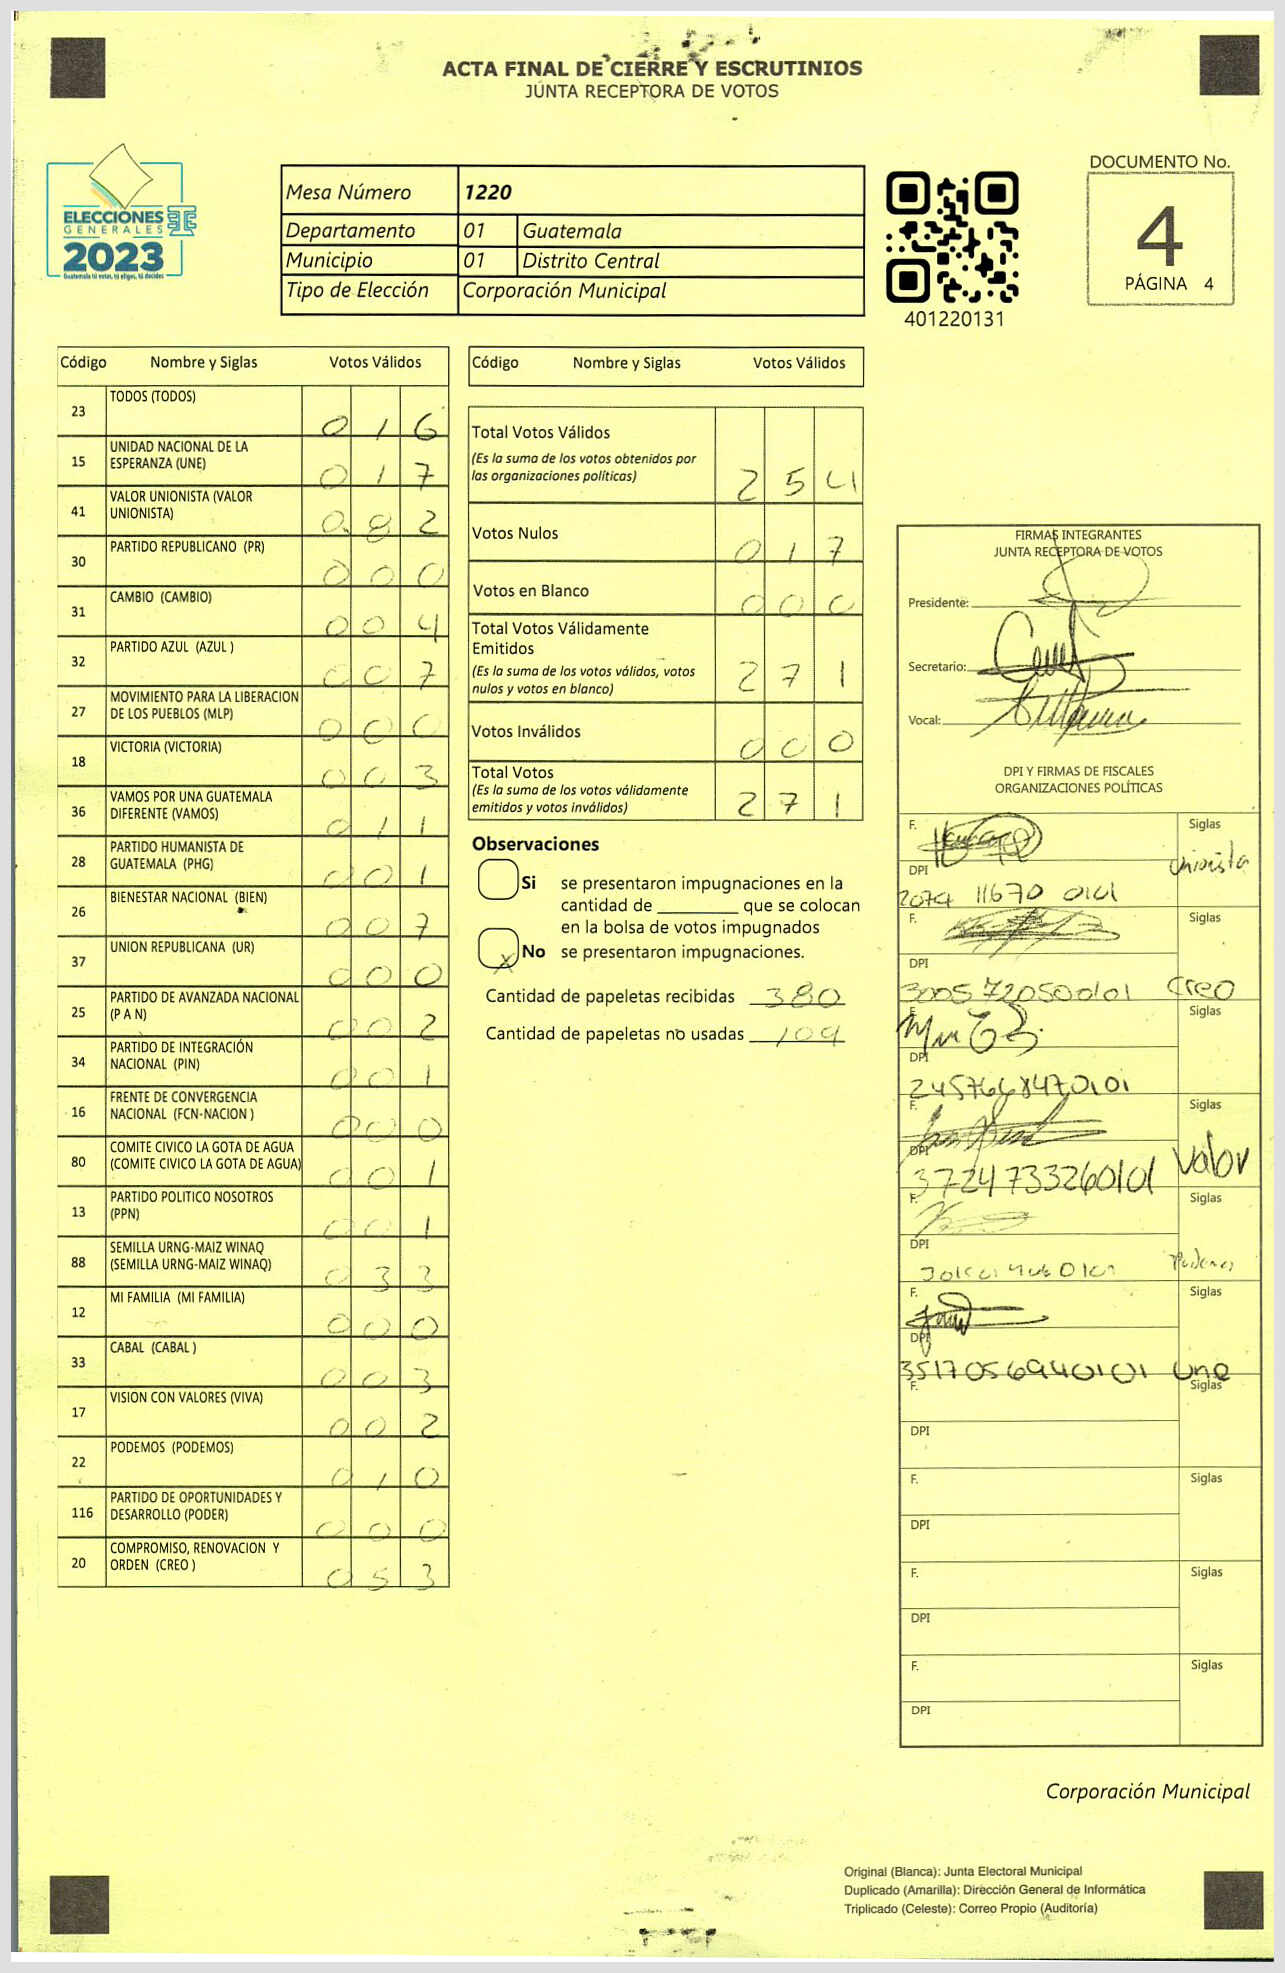 ACTA FINAL DE CIERRE Y ESCRUTINIOS
JUNTA RECEPTORA DE VOTOS
ELECCIONES
GENERALES
2023
Guatemala tú votas, tú eliges, tú decides
Mesa Número 1220
Departamento 01 Guatemala
Municipio 01 Distrito Central
Tipo de Elección Corporación Municipal
401220131
DOCUMENTO No.
4
PÁGINA 4
Código Nombre y Siglas Votos Válidos
23 TODOS (TODOS) 0 1 6
15 UNIDAD NACIONAL DE LA
ESPERANZA (UNE) 0 1 7
41 VALOR UNIONISTA (VALOR
UNIONISTA) 0 8 2
30 PARTIDO REPUBLICANO (PR) 0 0 0
31 CAMBIO (CAMBIO) 0 0 4
32 PARTIDO AZUL (AZUL ) 0 0 7
27 MOVIMIENTO PARA LA LIBERACION
DE LOS PUEBLOS (MLP) 0 0 0
18 VICTORIA (VICTORIA) 0 0 3
36 VAMOS POR UNA GUATEMALA
DIFERENTE (VAMOS) 0 1 1
28 PARTIDO HUMANISTA DE
GUATEMALA (PHG) 0 0 1
26 BIENESTAR NACIONAL (BIEN) 0 0 7
37 UNION REPUBLICANA (UR) 0 0 0
25 PARTIDO DE AVANZADA NACIONAL
(P A N) 0 0 2
34 PARTIDO DE INTEGRACIÓN
NACIONAL (PIN) 0 0 1
16 FRENTE DE CONVERGENCIA
NACIONAL (FCN-NACION ) 0 0 0
80 COMITE CIVICO LA GOTA DE AGUA
(COMITE CIVICO LA GOTA DE AGUA) 0 0 1
13 PARTIDO POLITICO NOSOTROS
(PPN) 0 0 1
88 SEMILLA URNG-MAIZ WINAQ
(SEMILLA URNG-MAIZ WINAQ) 0 3 3
12 MI FAMILIA (MI FAMILIA) 0 0 0
33 CABAL (CABAL ) 0 0 3
17 VISION CON VALORES (VIVA) 0 0 2
22 PODEMOS (PODEMOS) 0 1 0
116 PARTIDO DE OPORTUNIDADES Y
DESARROLLO (PODER) 0 0 0
20 COMPROMISO, RENOVACION Y
ORDEN (CREO ) 0 5 3
Código Nombre y Siglas Votos Válidos
Total Votos Válidos
(Es la suma de los votos obtenidos por
las organizaciones políticas) 2 5 4
Votos Nulos 0 1 7
Votos en Blanco 0 0 0
Total Votos Válidamente
Emitidos
(Es la suma de los votos válidos, votos
nulos y votos en blanco) 2 7 1
Votos Inválidos 0 0 0
Total Votos
(Es la suma de los votos válidamente
emitidos y votos inválidos) 2 7 1
Observaciones
Si se presentaron impugnaciones en la
cantidad de ________ que se colocan
en la bolsa de votos impugnados
X No se presentaron impugnaciones.
Cantidad de papeletas recibidas 380
Cantidad de papeletas no usadas 109
FIRMAS INTEGRANTES
JUNTA RECEPTORA DE VOTOS
Presidente:
Secretario:
Vocal:
DPI Y FIRMAS DE FISCALES
ORGANIZACIONES POLÍTICAS
F. Siglas
Unionista
DPI
2074 11670 0101
F. Siglas
DPI
3005 72050 0101 Creo
F. Siglas
DPI
2457668470101
F. Siglas
DPI
3724733260101 Valor
F. Siglas
DPI
F. Siglas
DPI
3517056940101 Une
F. Siglas
DPI
F. Siglas
DPI
F. Siglas
DPI
F. Siglas
DPI
Corporación Municipal
Original (Blanca): Junta Electoral Municipal
Duplicado (Amarilla): Dirección General de Informática
Triplicado (Celeste): Correo Propio (Auditoría)